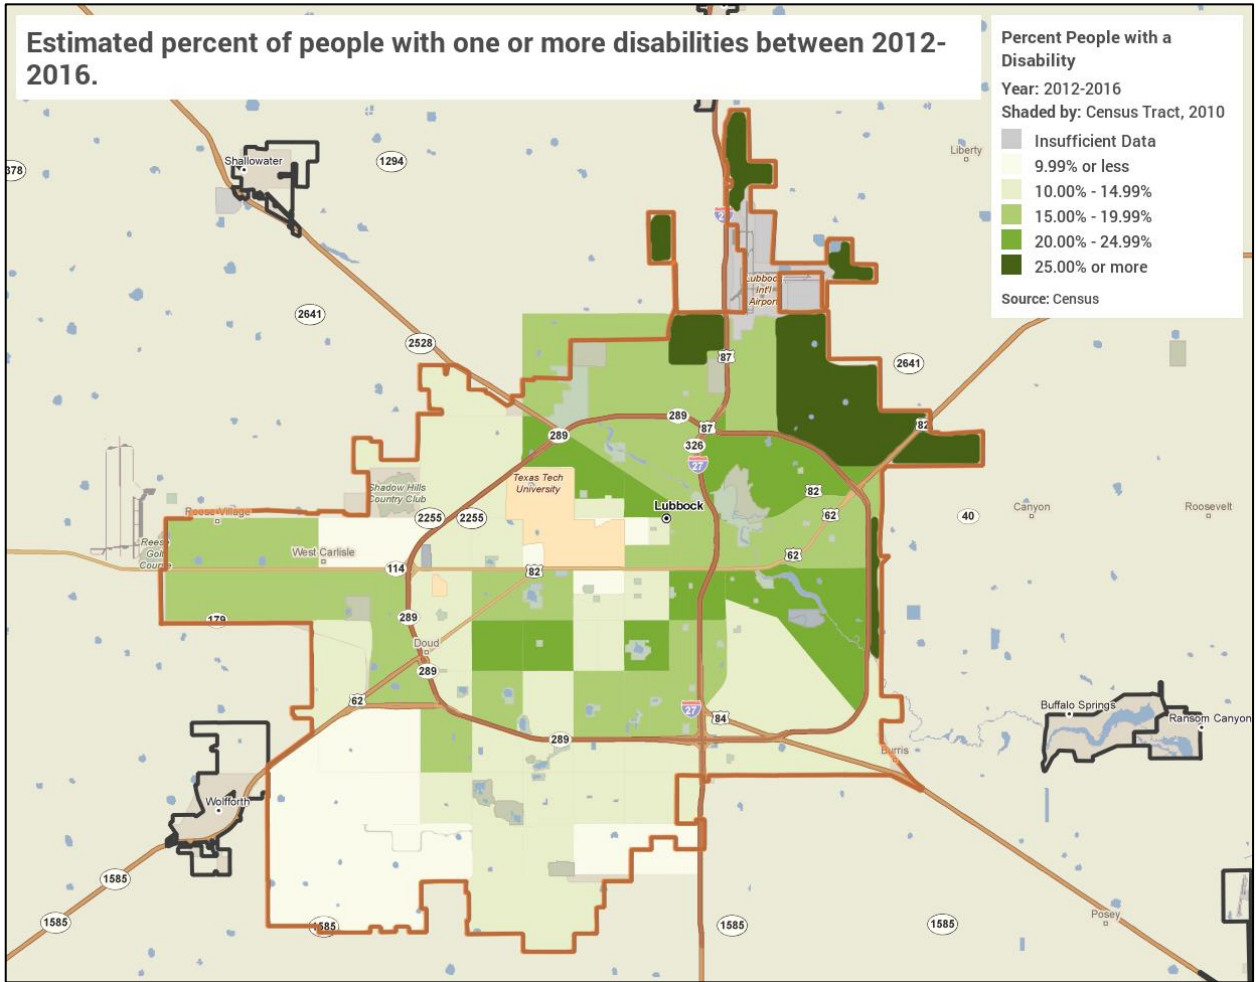 Estimated percent of people with one or more disabilities between 2012-
2016.
Percent People with a
Disability
Year: 2012-2016
Shaded by: Census Tract, 2010
Insufficient Data
9.99% or less
10.00% - 14.99%
15.00% - 19.99%
20.00% - 24.99%
25.00% or more
Source: Census
Shallowater
1294
378
Liberty
Lubboc
Int'l
Airport
2641
2528
87
2641
289
87
289
326
27
82
Texas Tech
University
Shadow Hills
Country Club
Lubbock
82
62
2255
2255
Reese Village
40
Canyon
Roosevelt
Reese
Golf
Course
West Carlisle
114
82
62
179
289
Doud
289
62
27
84
289
Buffalo Springs
Ransom Canyon
Burris
Wolfforth
1585
1585
1585
1585
1585
Posey